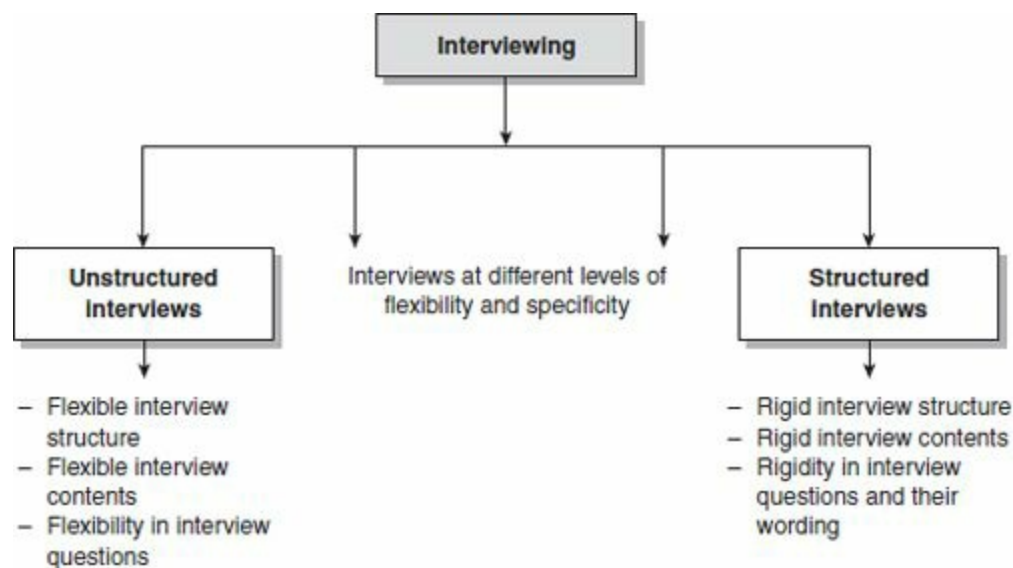 Interviewing
Unstructured
Interviews
Interviews at different levels of
flexibility and specificity
Structured
Interviews
– Flexible interview
structure
– Flexible interview
contents
– Flexibility in interview
questions
– Rigid interview structure
– Rigid interview contents
– Rigidity in interview
questions and their
wording